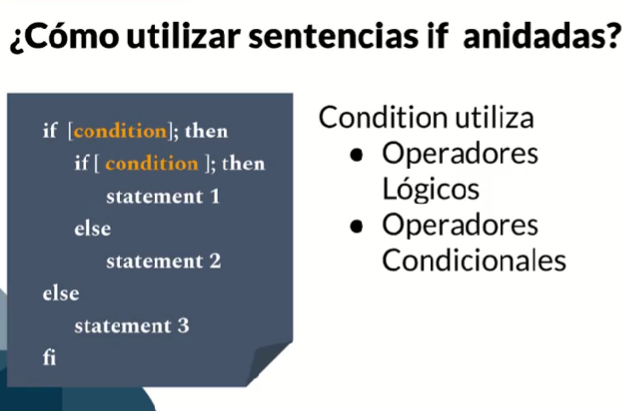 ¿Cómo utilizar sentencias if anidadas?
if [condition]; then
if [ condition ]; then
statement 1
else
statement 2
else
statement 3
fi
Condition utiliza
• Operadores
Lógicos
• Operadores
Condicionales